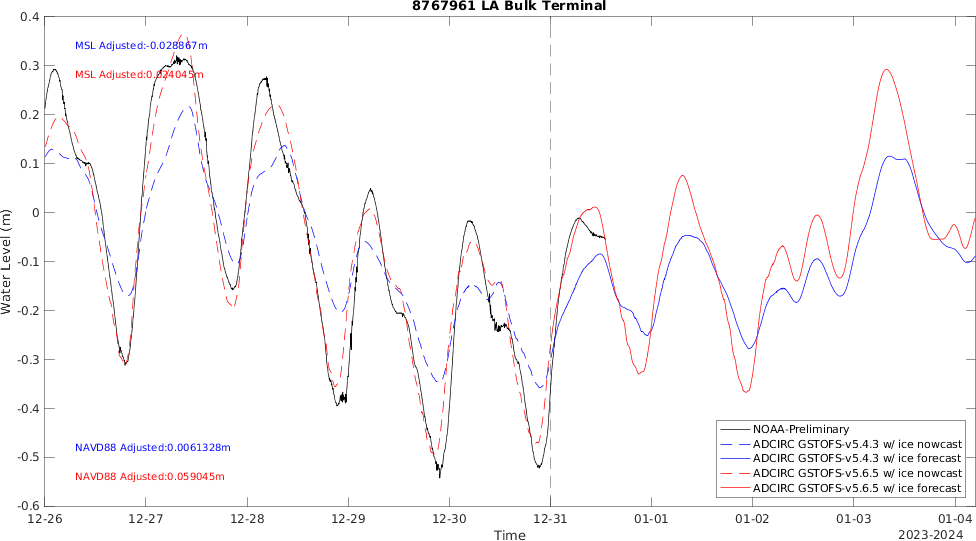 8767961 LA Bulk Terminal
Water Level (m)
0.4
0.3
0.2
0.1
0
-0.1
-0.2
-0.3
-0.4
-0.5
-0.6
MSL Adjusted:-0.028867m
MSL Adjusted:0.024045m
NAVD88 Adjusted:0.0061328m
NAVD88 Adjusted:0.059045m
NOAA-Preliminary
ADCIRC GSTOFS-v5.4.3 w/ ice nowcast
ADCIRC GSTOFS-v5.4.3 w/ ice forecast
ADCIRC GSTOFS-v5.6.5 w/ ice nowcast
ADCIRC GSTOFS-v5.6.5 w/ ice forecast
12-26 12-27 12-28 12-29 12-30 12-31 01-01 01-02 01-03 01-04
Time
2023-2024